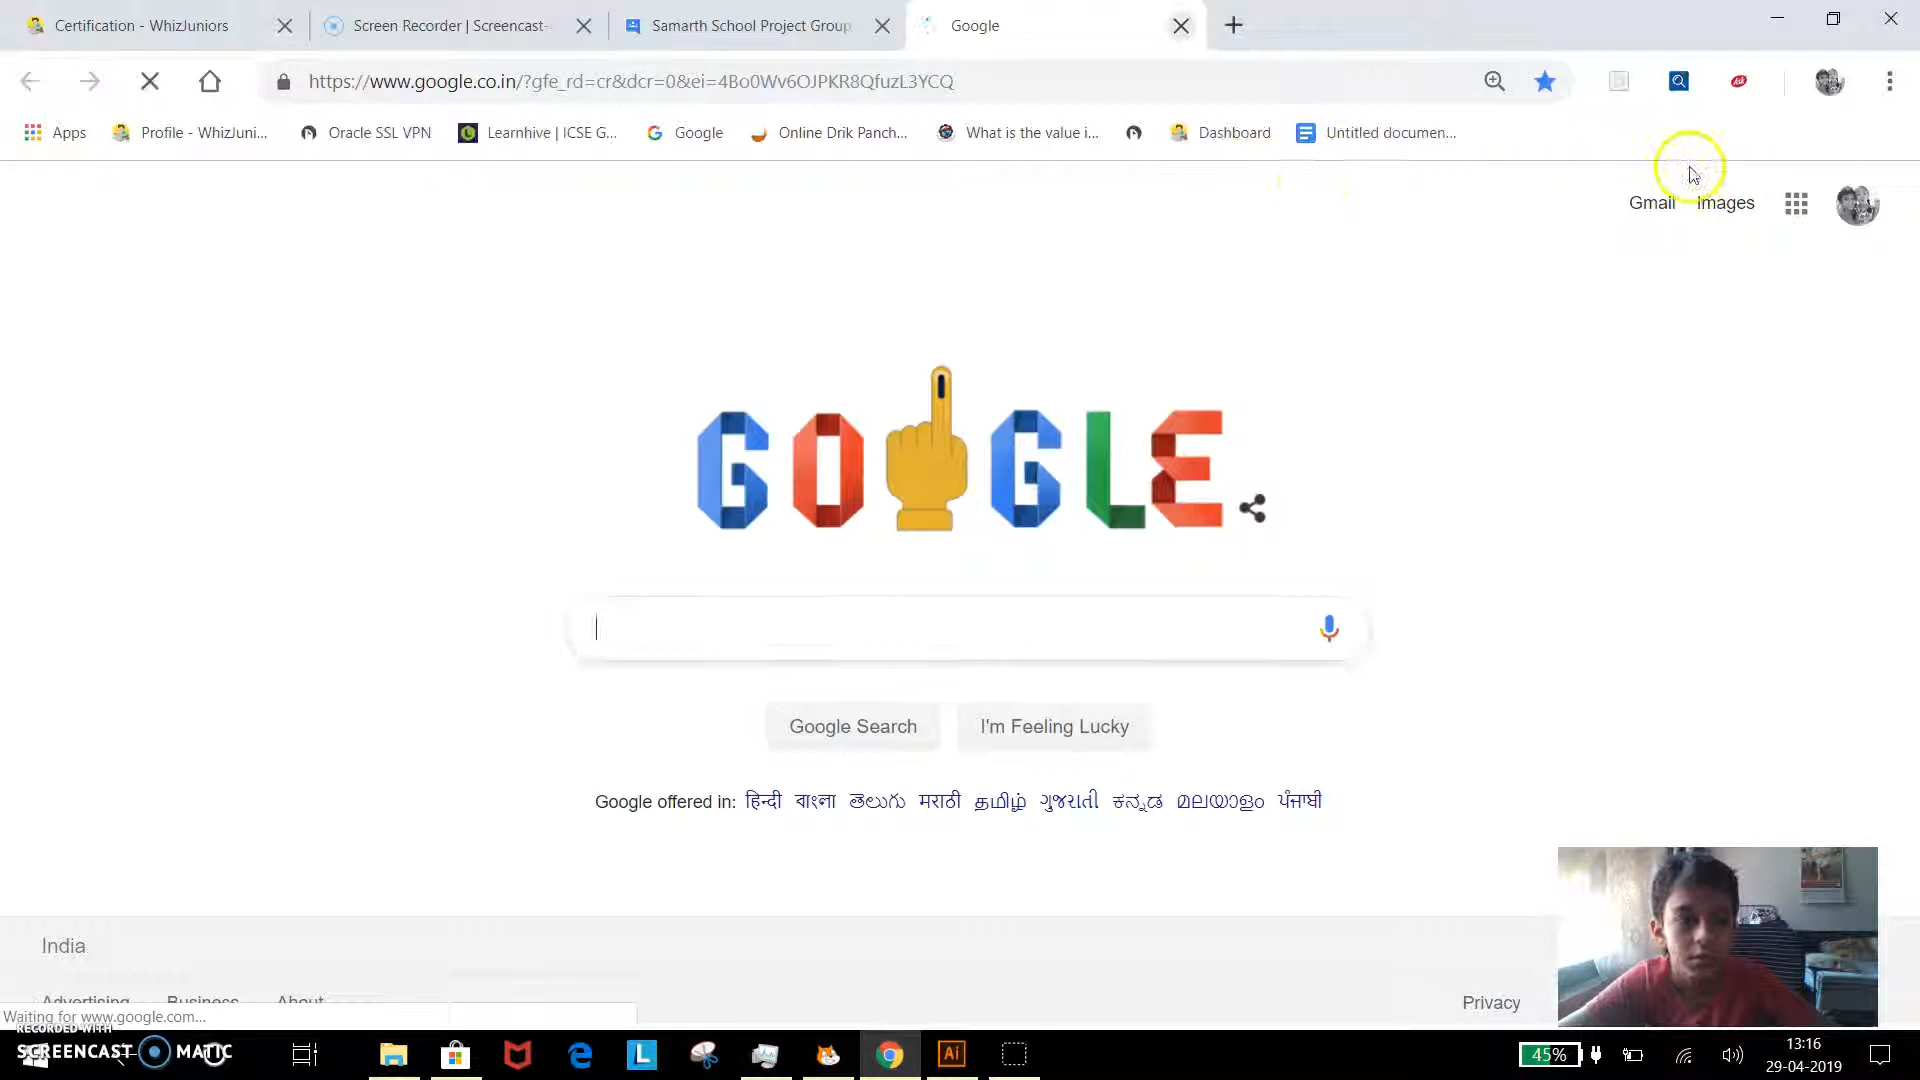 Certification - WhizJuniors
Screen Recorder | Screencast-
Samarth School Project Group
Google
https://www.google.co.in/?gfe_rd=cr&dcr=0&ei=4Bo0Wv6OJPKR8QfuzL3YCQ
Apps
Profile - WhizJuni...
Oracle SSL VPN
Learnhive | ICSE G...
Google
Online Drik Panch...
What is the value i...
Dashboard
Untitled documen...
Gmail
Images
GOGLE
Google Search
I'm Feeling Lucky
Google offered in: हिन्दी বাংলা తెలుగు मराठी தமிழ் ગુજરાતી ಕನ್ನಡ മലയാളം ਪੰਜਾਬੀ
India
Advertising
Business
About
Privacy
Waiting for www.google.com...
RECORDED WITH
SCREENCAST MATIC
45%
13:16
29-04-2019